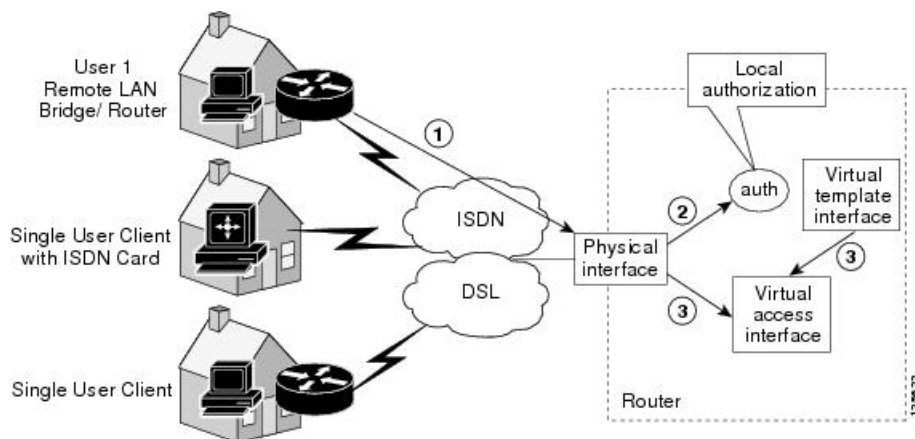 User 1
Remote LAN
Bridge/ Router
Single User Client
with ISDN Card
Single User Client
1
ISDN
DSL
Physical
interface
2
3
Local
authorization
auth
Virtual
template
interface
3
Virtual
access
interface
Router